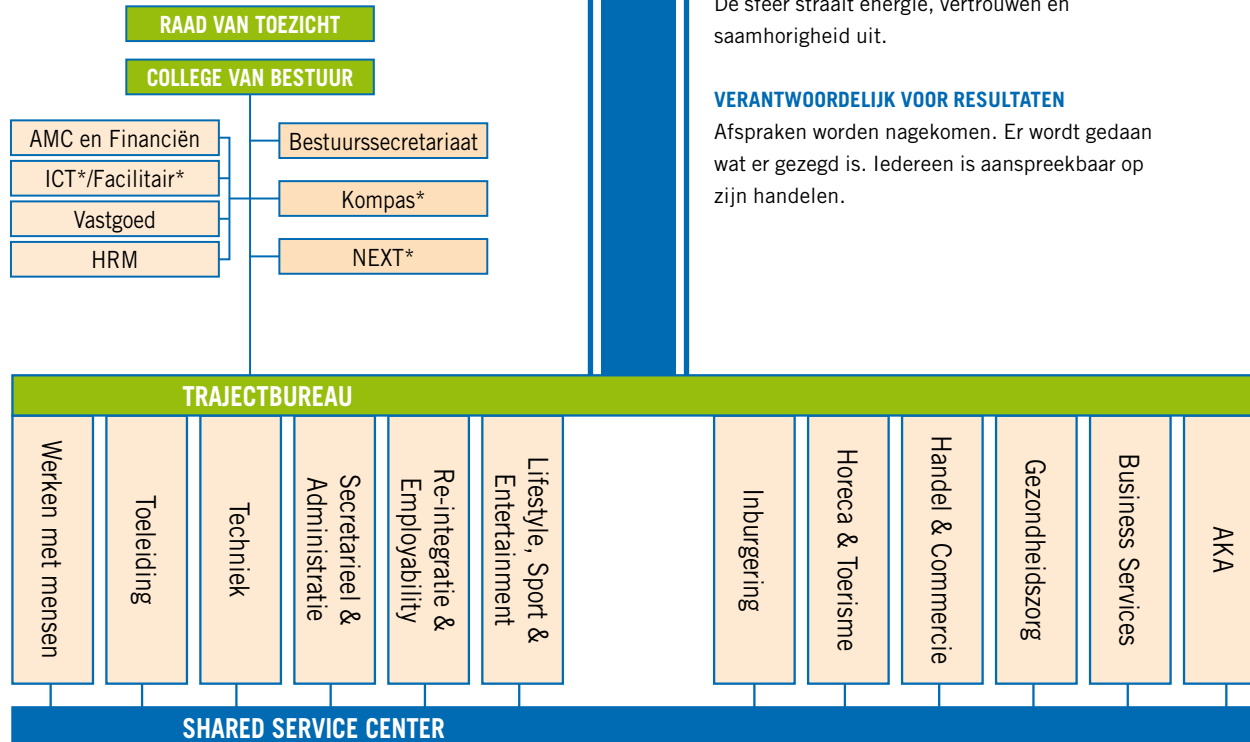 RAAD VAN TOEZICHT
COLLEGE VAN BESTUUR
AMC en Financiën
ICT*/Facilitair*
Vastgoed
HRM
Bestuurssecretariaat
Kompas*
NEXT*
De sfeer straalt energie, vertrouwen en
saamhorigheid uit.
VERANTWOORDELIJK VOOR RESULTATEN
Afspraken worden nagekomen. Er wordt gedaan
wat er gezegd is. Iedereen is aanspreekbaar op
zijn handelen.
TRAJECTBUREAU
Werken met mensen
Toeleiding
Techniek
Secretarieel &
Administratie
Re-integratie &
Employability
Lifestyle, Sport &
Entertainment
Inburgering
Horeca & Toerisme
Handel & Commercie
Gezondheidszorg
Business Services
AKA
SHARED SERVICE CENTER